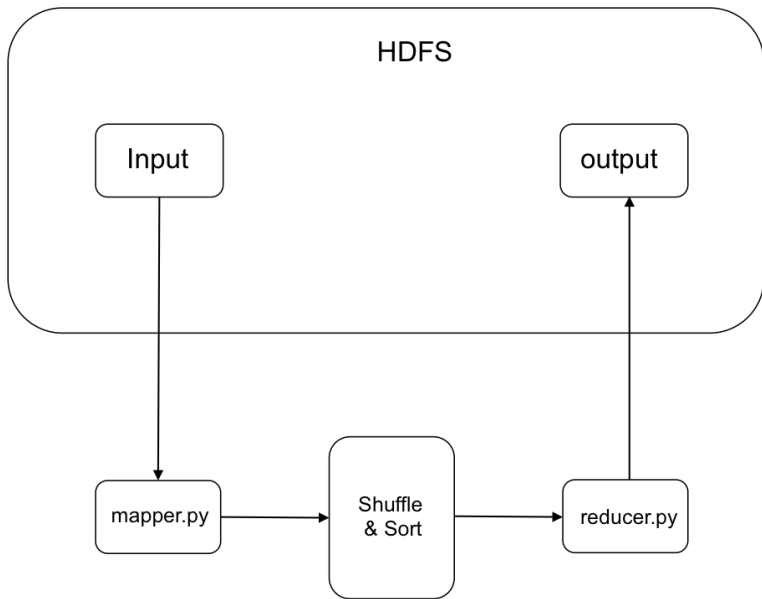 HDFS
Input
output
mapper.py
Shuffle
& Sort
reducer.py